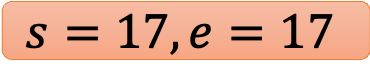 s = 17, e = 17